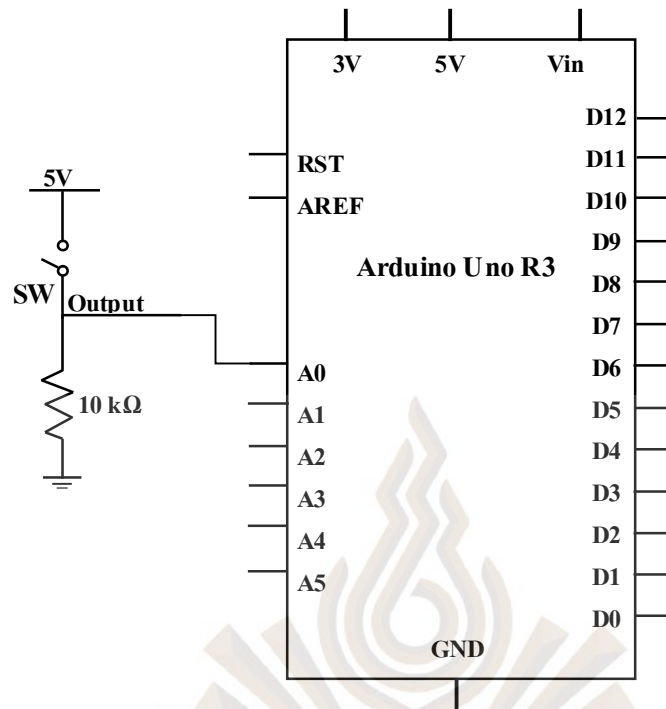 3V 5V Vin
D12
RST
D11
5V
AREF
D10
D9
Arduino Uno R3
D8
SW
Output
D7
A0
D6
10 kΩ
A1
D5
A2
D4
A3
D3
A4
D2
A5
D1
D0
GND